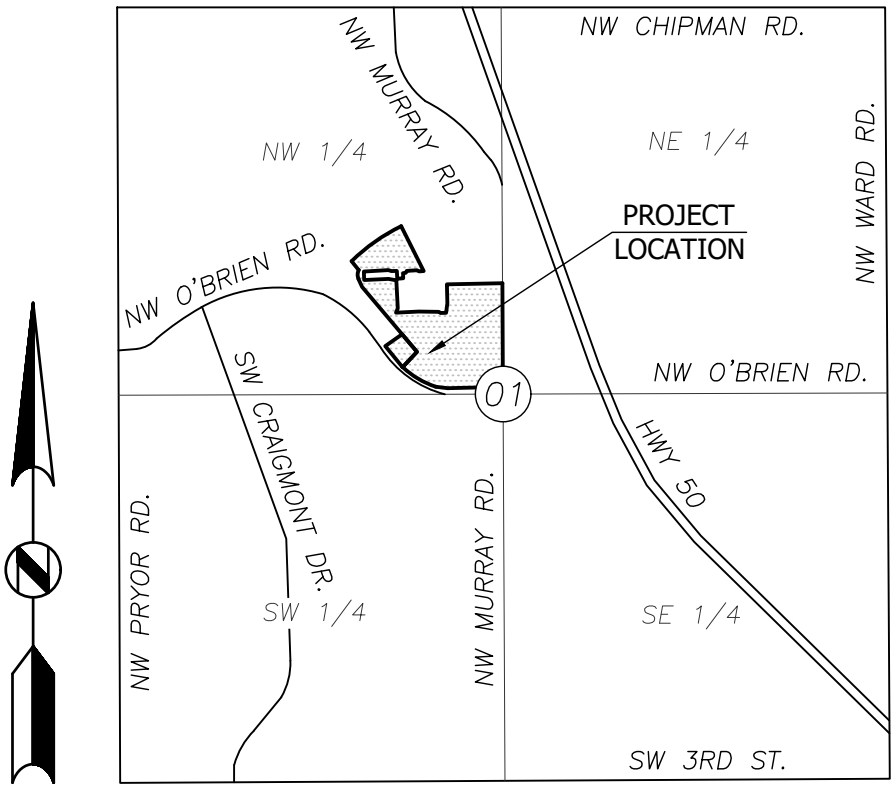 NW CHIPMAN RD.
NW MURRAY RD.
NW 1/4
NE 1/4
NW WARD RD.
PROJECT
LOCATION
NW O'BRIEN RD.
NW O'BRIEN RD.
01
SW CRAIGMONT DR.
HWY 50
NW PRYOR RD.
NW MURRAY RD.
N
SW 1/4
SE 1/4
SW 3RD ST.